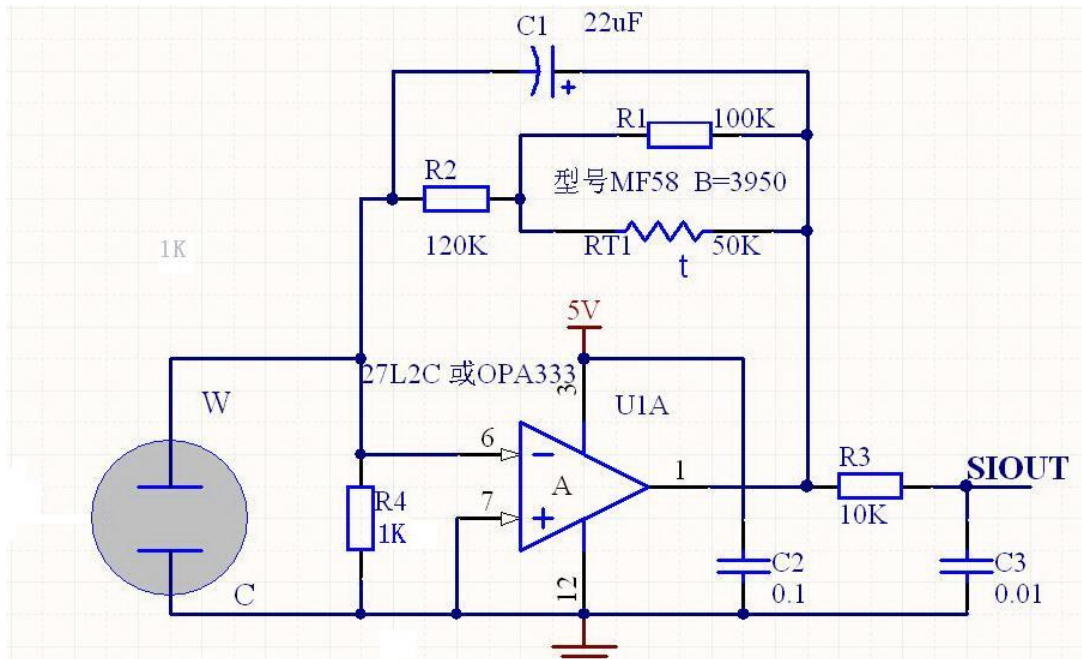 C1
22uF
R1
100K
R2
型号MF58 B=3950
1K
120K
RT1
50K
t
5V
27L2C 或OPA333
3
U1A
W
6
1
R3
SIOUT
A
R4
1K
7
10K
C
12
C2
0.1
C3
0.01